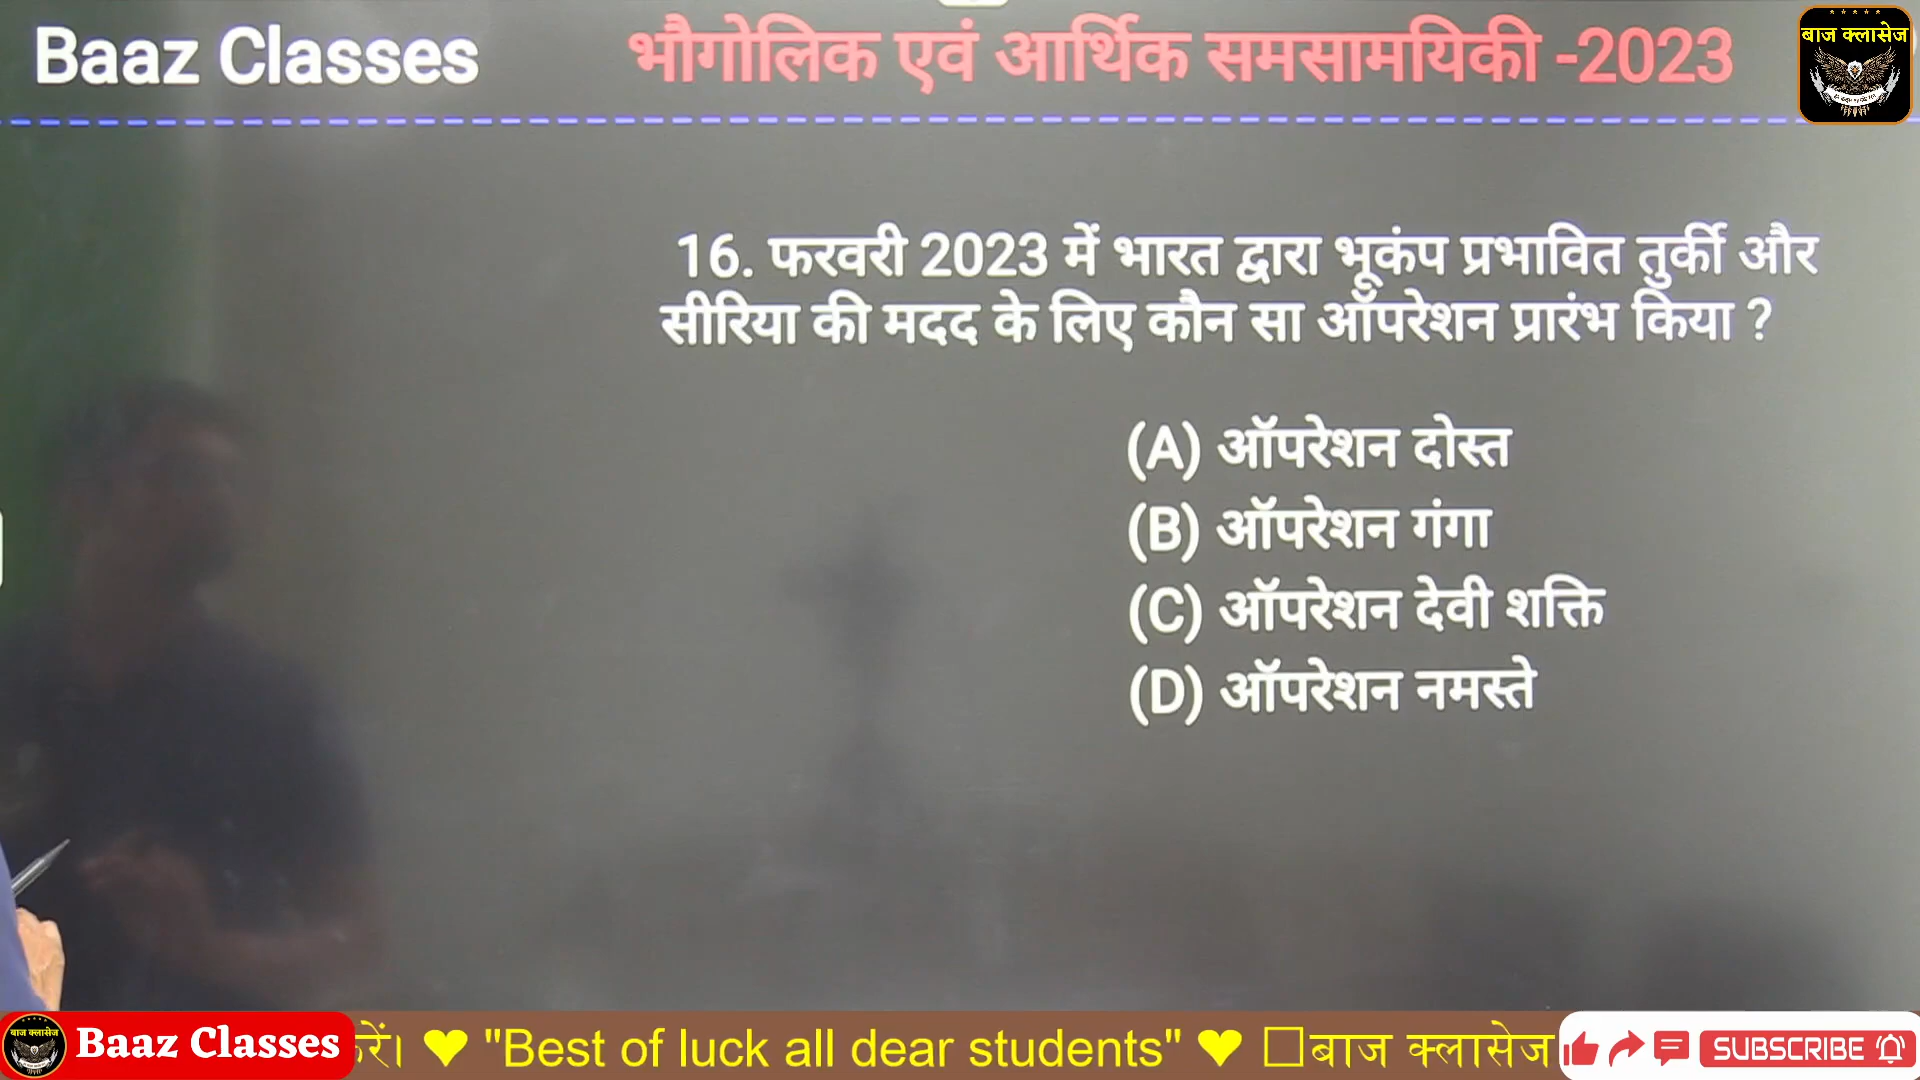 Baaz Classes
भौगोलिक एवं आर्थिक समसामयिकी -2023
बाज क्लासेज
16. फरवरी 2023 में भारत द्वारा भूकंप प्रभावित तुर्की और
सीरिया की मदद के लिए कौन सा ऑपरेशन प्रारंभ किया ?
(A) ऑपरेशन दोस्त
(B) ऑपरेशन गंगा
(C) ऑपरेशन देवी शक्ति
(D) ऑपरेशन नमस्ते
बाज क्लासेज
Baaz Classes
रें। ♥ "Best of luck all dear students" ♥ □बाज क्लासेज
SUBSCRIBE